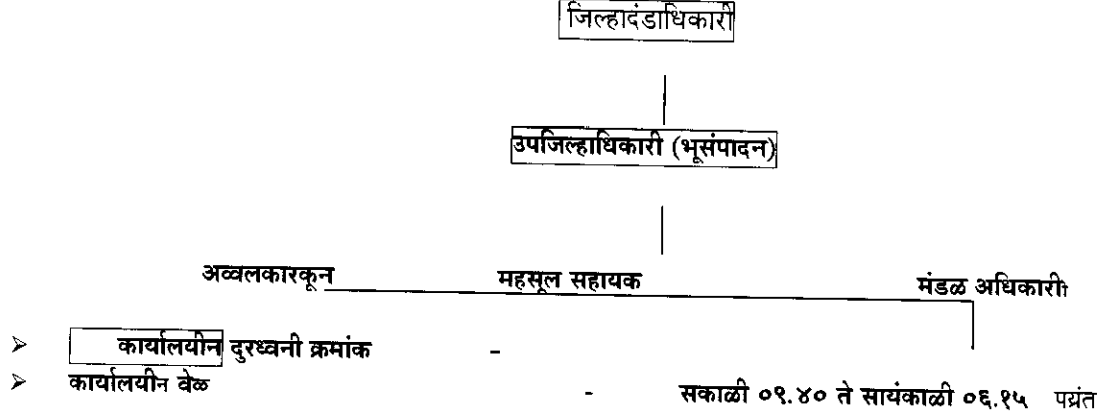 जिल्हादंडाधिकारी
उपजिल्हाधिकारी (भूसंपादन)
अव्वलकारकून महसूल सहायक मंडळ अधिकारी
➢ कार्यालयीन दुरध्वनी क्रमांक -
➢ कार्यालयीन वेळ - सकाळी ०९.४० ते सायंकाळी ०६.१५ पर्यंत